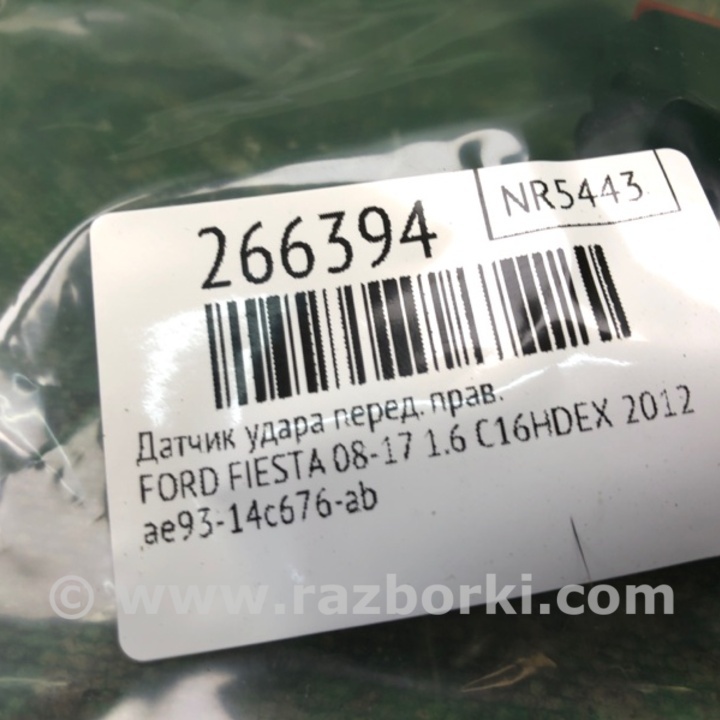 NR5443
266394
Датчик удара перед. прав.
FORD FIESTA 08-17 1.6 C16HDEX 2012
ae93-14c676-ab
© www.razborki.com